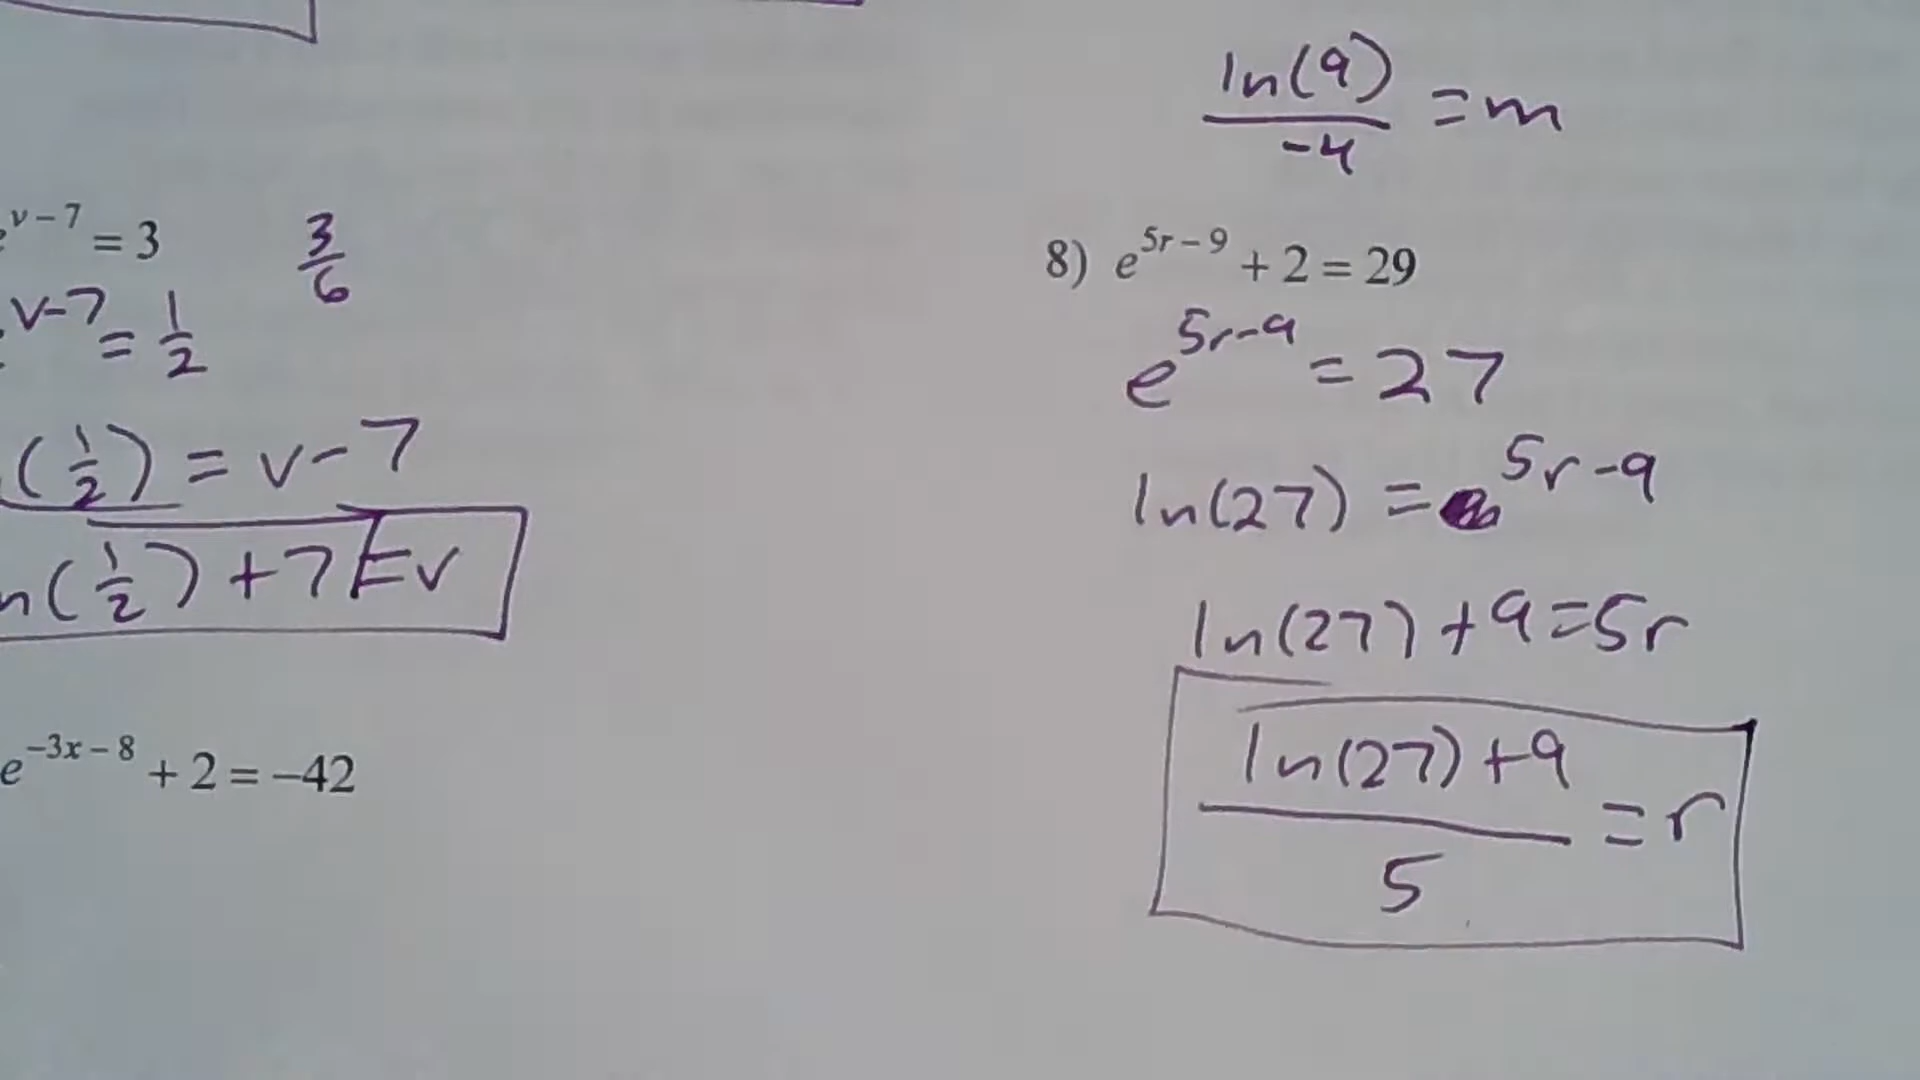 e^{v-7} = 3
3/6
v-7 = 1/2
(1/2) = v-7
n(1/2) +7 = v
e^{-3x-8} + 2 = -42
ln(9)/-4 = m
8) e^{5r-9} + 2 = 29
e^{5r-9} = 27
ln(27) = 5r-9
ln(27) +9=5r
ln(27) +9/5 = r